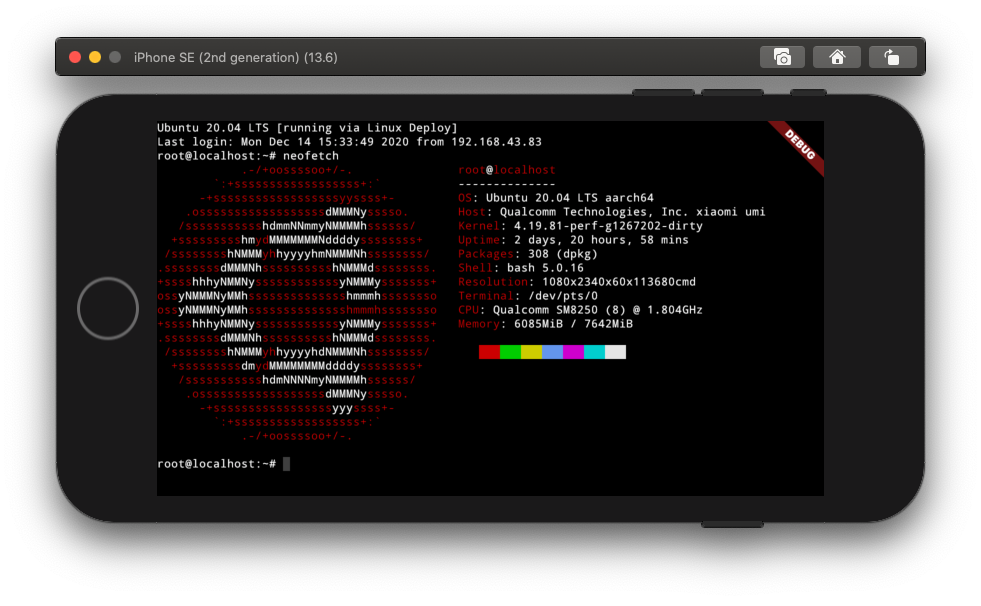 iPhone SE (2nd generation) (13.6)
DEBUG
Ubuntu 20.04 LTS [running via Linux Deploy]
Last login: Mon Dec 14 15:33:49 2020 from 192.168.43.83
root@localhost:~# neofetch
            .-/+oossssoo+/-.               root@localhost
        `:+ssssssssssssssssss+:`           --------------
      -+ssssssssssssssssssyyssss+-         OS: Ubuntu 20.04 LTS aarch64
    .ossssssssssssssssssdMMMNysssso.       Host: Qualcomm Technologies, Inc. xiaomi umi
   /ssssssssssshdmmNNmmyNMMMMhssssss/      Kernel: 4.19.81-perf-g1267202-dirty
  +ssssssssshmydMMMMMMMNddddyssssssss+     Uptime: 2 days, 20 hours, 58 mins
 /sssssssshNMMMyhhyyyyhmNMMMNhssssssss/    Packages: 308 (dpkg)
.ssssssssdMMMNhsssssssssshNMMMdssssssss.   Shell: bash 5.0.16
+sssshhhyNMMNyssssssssssssyNMMMysssssss+   Resolution: 1080x2340x60x113680cmd
ossyNMMMNyMMhsssssssssssssshmmmhssssssso   Terminal: /dev/pts/0
ossyNMMMNyMMhsssssssssssssshmmmhssssssso   CPU: Qualcomm SM8250 (8) @ 1.804GHz
+sssshhhyNMMNyssssssssssssyNMMMysssssss+   Memory: 6085MiB / 7642MiB
.ssssssssdMMMNhsssssssssshNMMMdssssssss.
 /sssssssshNMMMyhhyyyyhdNMMMNhssssssss/
  +sssssssssdmydMMMMMMMMddddyssssssss+
   /ssssssssssshdmNNNNmyNMMMMhssssss/
    .ossssssssssssssssssdMMMNysssso.
      -+sssssssssssssssssyyyssss+-
        `:+ssssssssssssssssss+:`
            .-/+oossssoo+/-.
root@localhost:~#